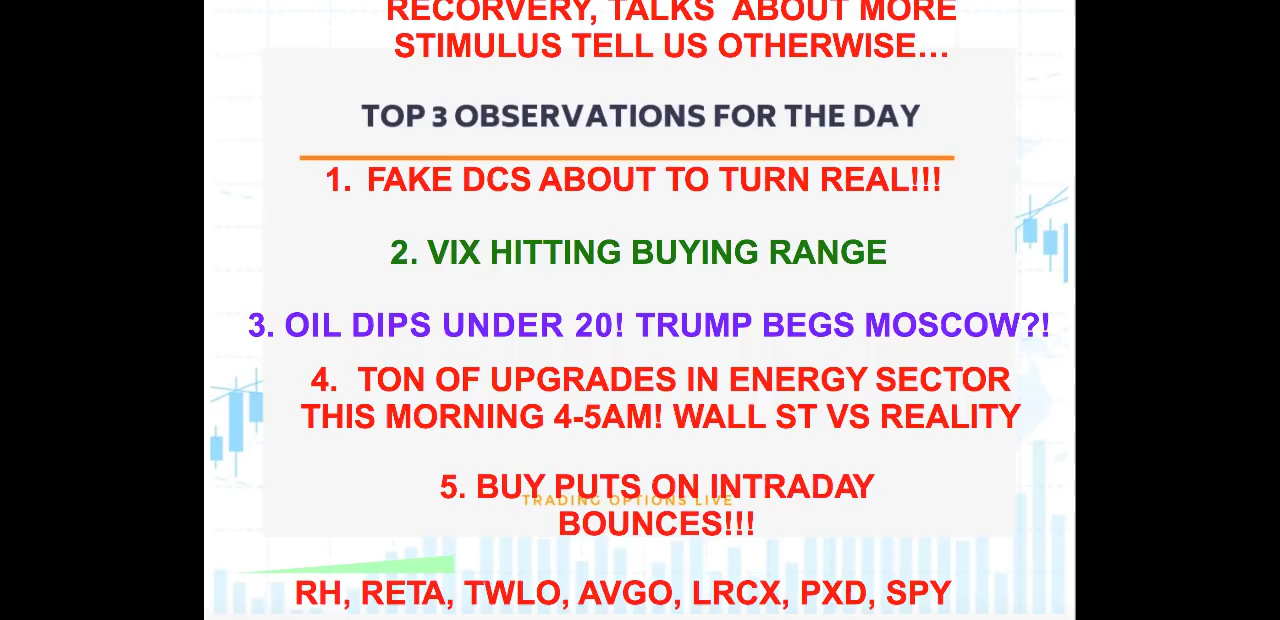 RECORVERY, TALKS ABOUT MORE
STIMULUS TELL US OTHERWISE...
TOP 3 OBSERVATIONS FOR THE DAY
1. FAKE DCS ABOUT TO TURN REAL!!!
2. VIX HITTING BUYING RANGE
3. OIL DIPS UNDER 20! TRUMP BEGS MOSCOW?!
4. TON OF UPGRADES IN ENERGY SECTOR
THIS MORNING 4-5AM! WALL ST VS REALITY
5. BUY PUTS ON INTRADAY
TRADING OPTIONS LIVE
BOUNCES!!!
RH, RETA, TWLO, AVGO, LRCX, PXD, SPY